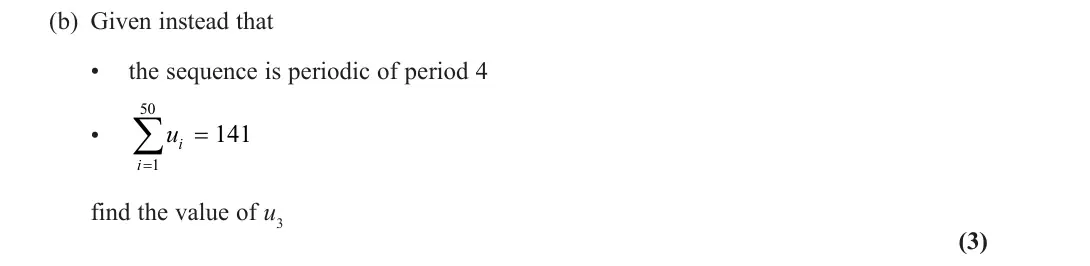 (b) Given instead that
• the sequence is periodic of period 4
• \sum_{i=1}^{50} u_i = 141
find the value of u_3
(3)